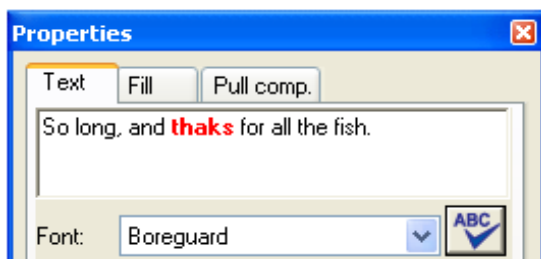 Properties
Text Fill Pull comp.
So long, and thaks for all the fish.
Font: Boreguard ABC